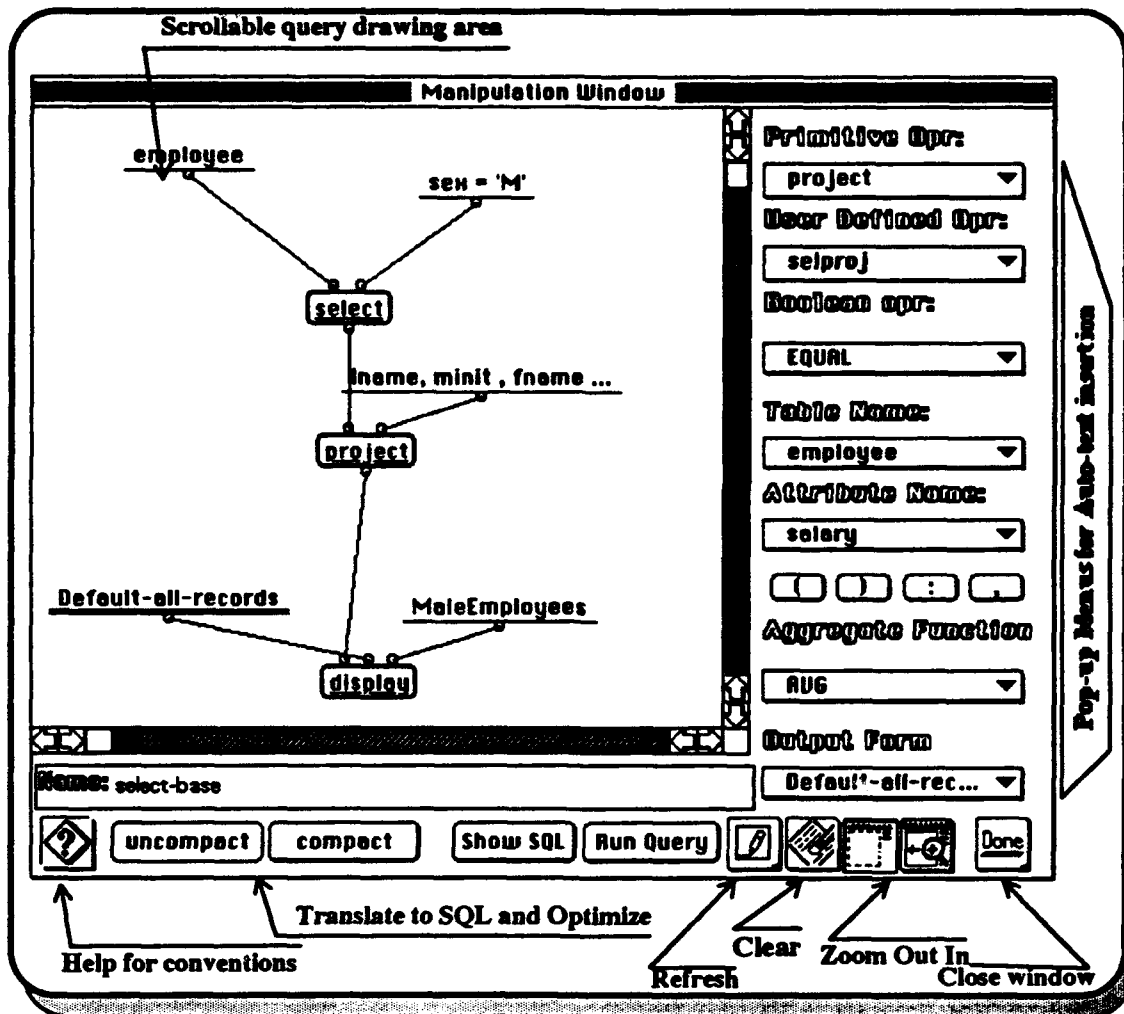 Scrollable query drawing area
Manipulation Window
employee
sex = 'M'
select
lname, minit , fname ...
project
Default-all-records
MaleEmployees
display
Primitive Opr:
project
User Defined Opr:
selproj
Boolean opr:
EQUAL
Table Name:
employee
Attribute Name:
salary
( ) : ,
Aggregate Function
AVG
Output Form
Default-all-rec...
Pop-up Menus for Auto-text insertion
Name: select-base
?
uncompact
compact
Show SQL
Run Query
Done
Translate to SQL and Optimize
Help for conventions
Refresh
Clear
Zoom Out In
Close window